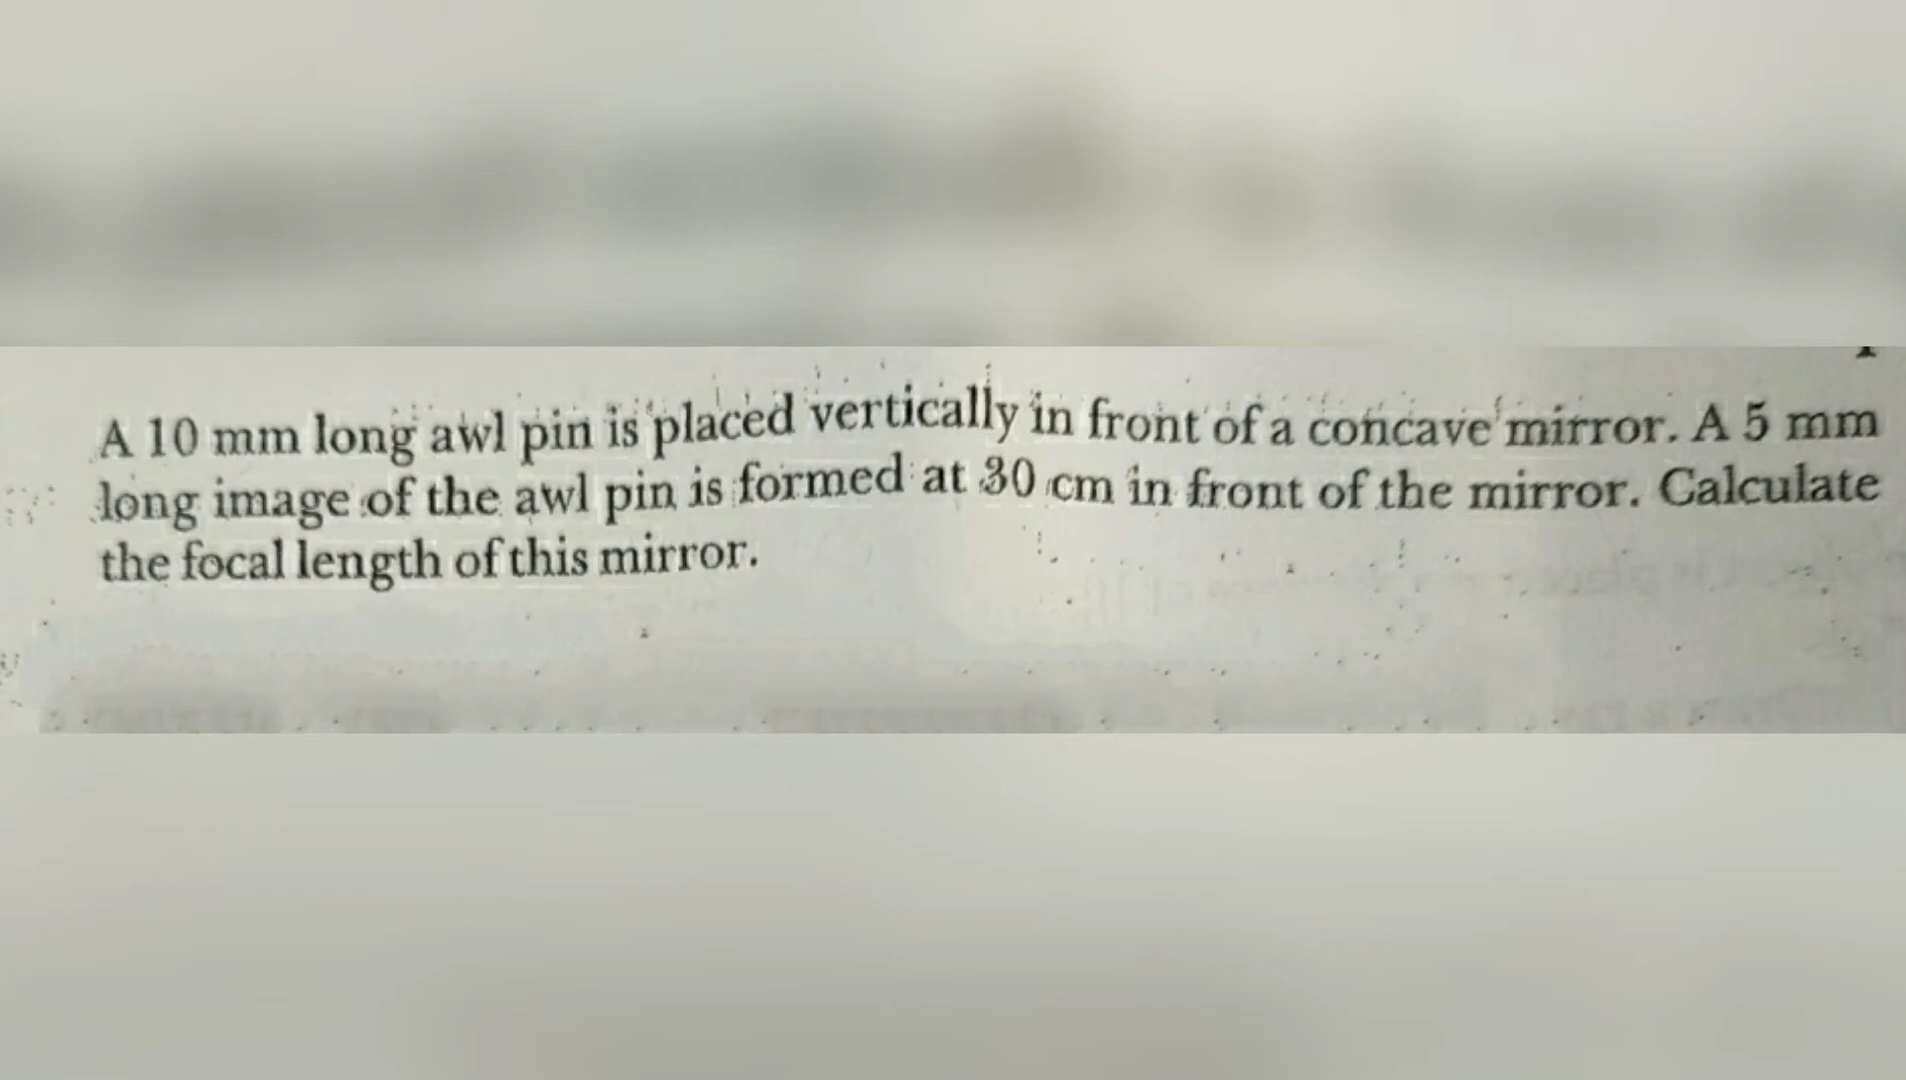 A 10 mm long awl pin is placed vertically in front of a concave mirror. A 5 mm
long image of the awl pin is formed at 30 cm in front of the mirror. Calculate
the focal length of this mirror.